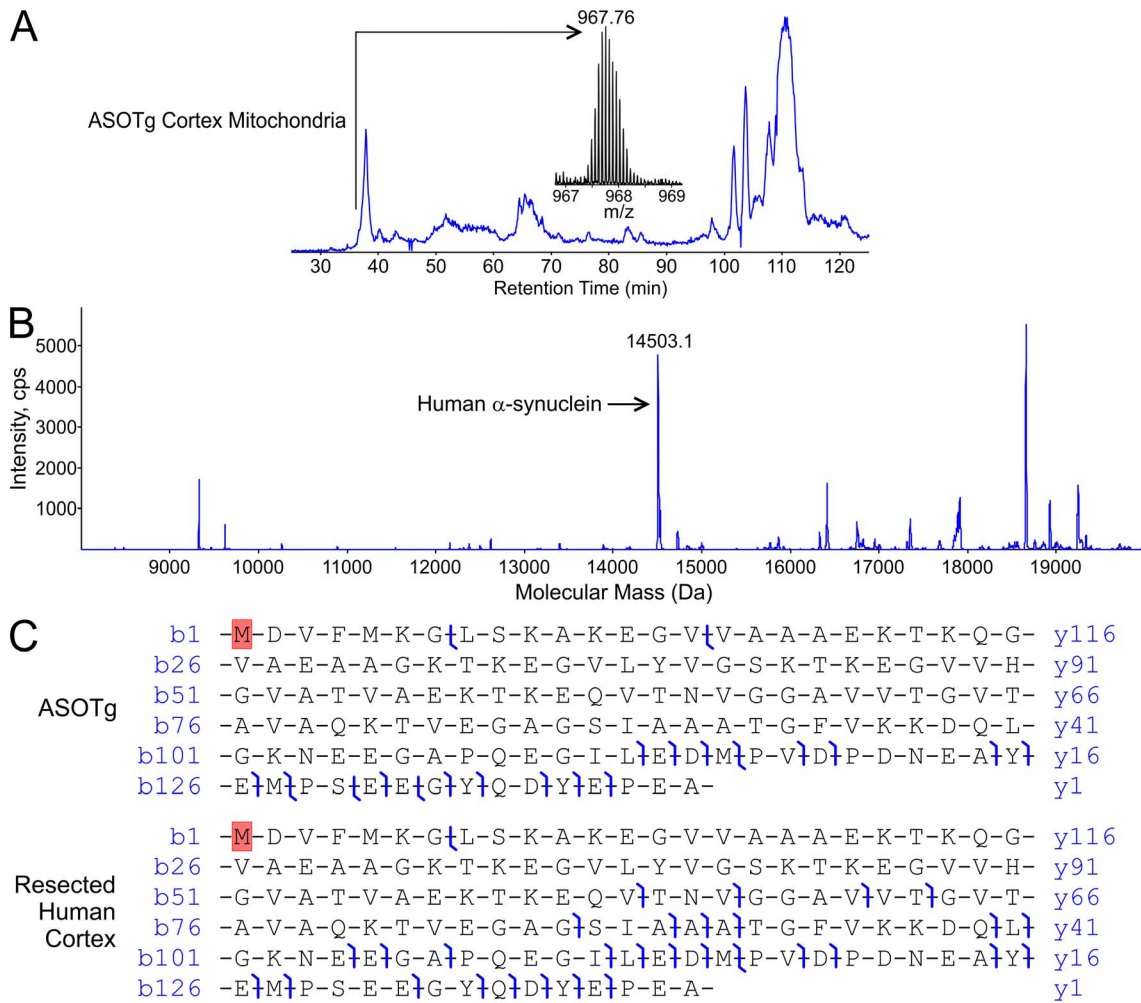 A
967.76
ASOTg Cortex Mitochondria
967 968 969
m/z
30 40 50 60 70 80 90 100 110 120
Retention Time (min)
B
14503.1
5000
4000
3000
2000
1000
Intensity, cps
Human α-synuclein
9000 10000 11000 12000 13000 14000 15000 16000 17000 18000 19000
Molecular Mass (Da)
C
ASOTg
b1 -M-D-V-F-M-K-G-L-S-K-A-K-E-G-V-V-A-A-A-E-K-T-K-Q-G- y116
b26 -V-A-E-A-A-G-K-T-K-E-G-V-L-Y-V-G-S-K-T-K-E-G-V-V-H- y91
b51 -G-V-A-T-V-A-E-K-T-K-E-Q-V-T-N-V-G-G-A-V-V-T-G-V-T- y66
b76 -A-V-A-Q-K-T-V-E-G-A-G-S-I-A-A-A-T-G-F-V-K-K-D-Q-L- y41
b101 -G-K-N-E-E-G-A-P-Q-E-G-I-L-E-D-M-P-V-D-P-D-N-E-A-Y- y16
b126 -E-M-P-S-E-E-G-Y-Q-D-Y-E-P-E-A- y1
Resected
Human
Cortex
b1 -M-D-V-F-M-K-G-L-S-K-A-K-E-G-V-V-A-A-A-E-K-T-K-Q-G- y116
b26 -V-A-E-A-A-G-K-T-K-E-G-V-L-Y-V-G-S-K-T-K-E-G-V-V-H- y91
b51 -G-V-A-T-V-A-E-K-T-K-E-Q-V-T-N-V-G-G-A-V-V-T-G-V-T- y66
b76 -A-V-A-Q-K-T-V-E-G-A-G-S-I-A-A-A-T-G-F-V-K-K-D-Q-L- y41
b101 -G-K-N-E-E-G-A-P-Q-E-G-I-L-E-D-M-P-V-D-P-D-N-E-A-Y- y16
b126 -E-M-P-S-E-E-G-Y-Q-D-Y-E-P-E-A- y1